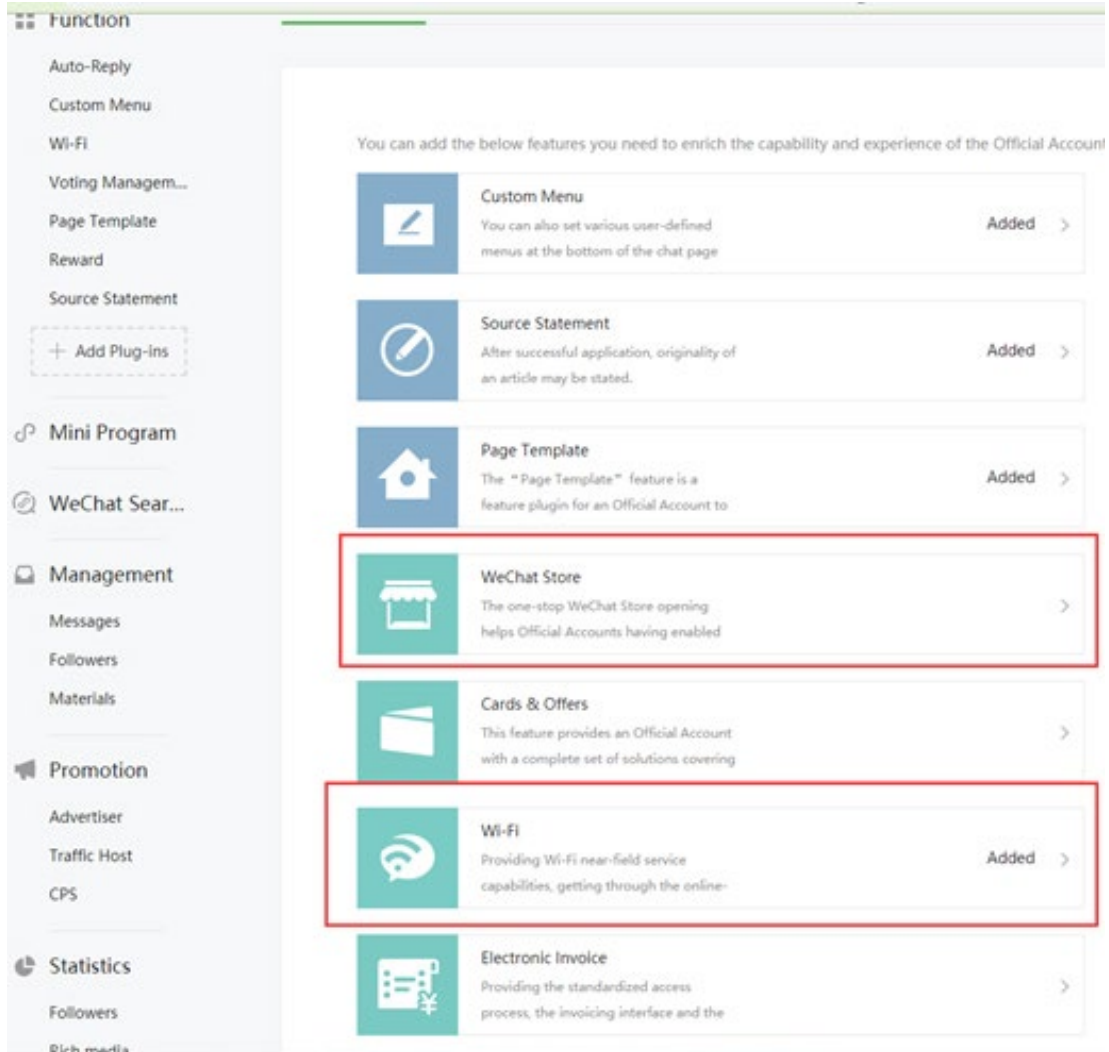 Function
Auto-Reply
Custom Menu
Wi-Fi
Voting Managem...
Page Template
Reward
Source Statement
+ Add Plug-ins
Mini Program
WeChat Sear...
Management
Messages
Followers
Materials
Promotion
Advertiser
Traffic Host
CPS
Statistics
Followers
Rich media
You can add the below features you need to enrich the capability and experience of the Official Account
Custom Menu
You can also set various user-defined
menus at the bottom of the chat page
Added
Source Statement
After successful application, originality of
an article may be stated.
Added
Page Template
The “Page Template” feature is a
feature plugin for an Official Account to
Added
WeChat Store
The one-stop WeChat Store opening
helps Official Accounts having enabled
Cards & Offers
This feature provides an Official Account
with a complete set of solutions covering
Wi-Fi
Providing Wi-Fi near-field service
capabilities, getting through the online-
Added
Electronic Invoice
Providing the standardized access
process, the invoicing interface and the